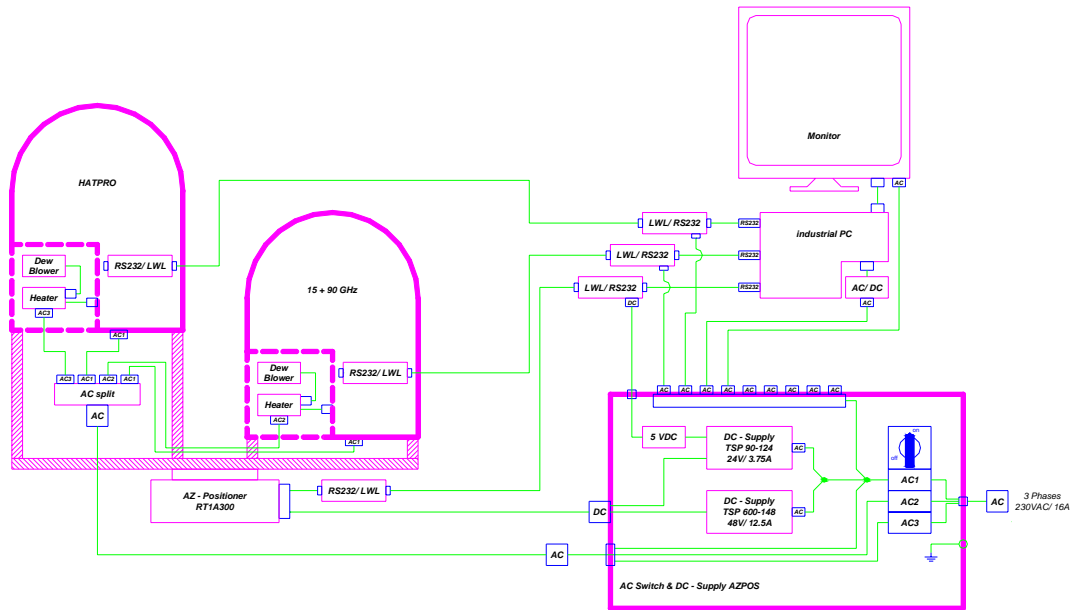 Monitor
AC
HATPRO
LWL/ RS232
RS232
industrial PC
LWL/ RS232
RS232
Dew
Blower
RS232/ LWL
LWL/ RS232
RS232
AC/ DC
15 + 90 GHz
Heater
AC3
DC
AC
AC1
RS232/ LWL
Dew
Blower
AC3
AC1
AC2
AC1
AC split
AC
Heater
AC2
AC1
AC
AC
AC
AC
AC
AC
AC
AC
AC
5 VDC
DC - Supply
TSP 90-124
24V/ 3.75A
AC
on
off
AZ - Positioner
RT1A300
RS232/ LWL
DC
DC - Supply
TSP 600-148
48V/ 12.5A
AC
AC1
AC2
AC3
AC
3 Phases
230VAC/ 16A
AC
AC Switch & DC - Supply AZPOS